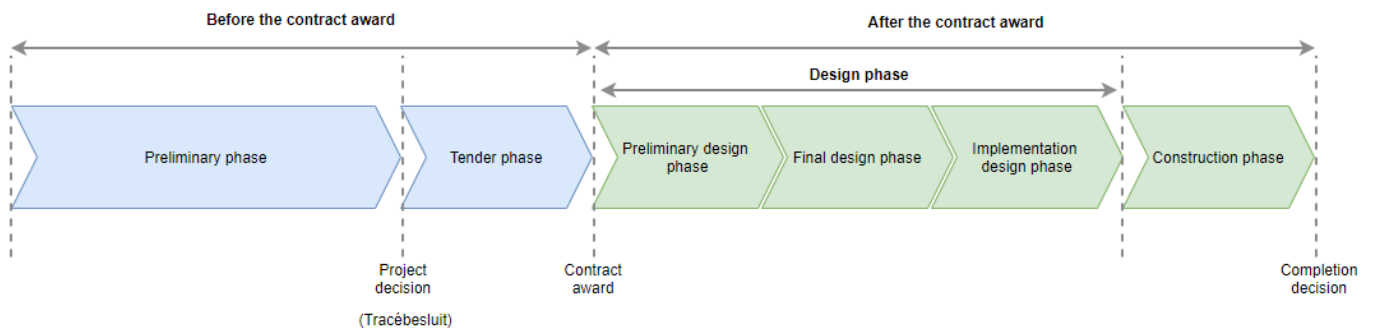 Before the contract award
After the contract award
Design phase
Preliminary phase
Tender phase
Preliminary design
phase
Final design phase
Implementation
design phase
Construction phase
Project
decision
(Tracébesluit)
Contract
award
Completion
decision